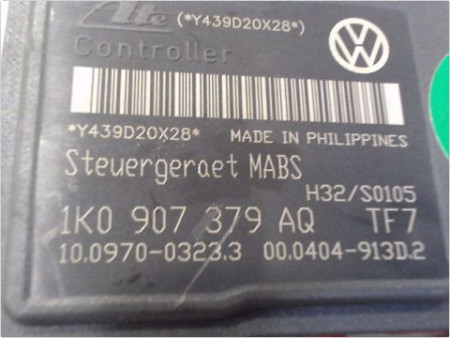 Ate (*Y439D20X28*)
Controller
*Y439D20X28* MADE IN PHILIPPINES
Steuergeraet MABS
H32/S0105
1K0 907 379 AQ TF7
10.0970-0323.3 00.0404-913D.2